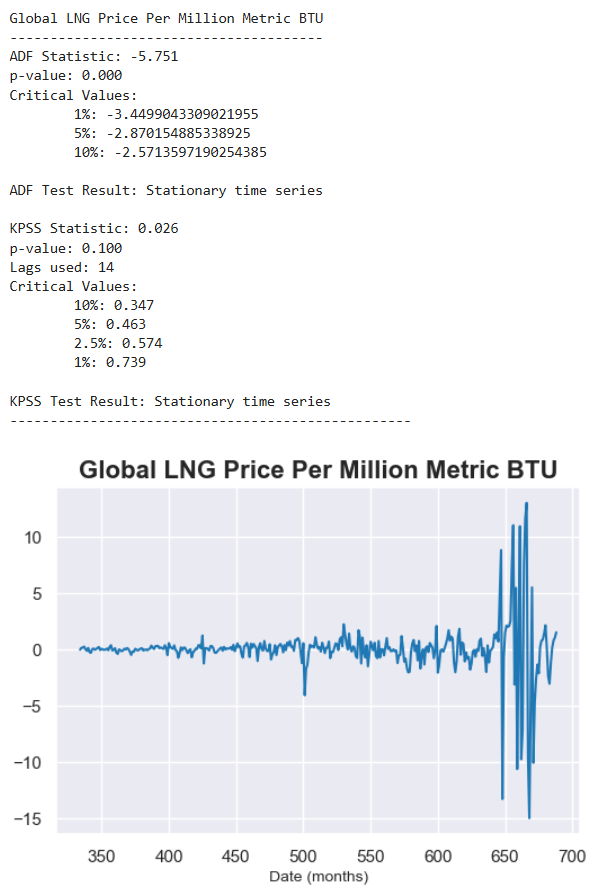 Global LNG Price Per Million Metric BTU
---------------------------------------
ADF Statistic: -5.751
p-value: 0.000
Critical Values:
1%: -3.4499043309021955
5%: -2.870154885338925
10%: -2.5713597190254385
ADF Test Result: Stationary time series
KPSS Statistic: 0.026
p-value: 0.100
Lags used: 14
Critical Values:
10%: 0.347
5%: 0.463
2.5%: 0.574
1%: 0.739
KPSS Test Result: Stationary time series
--------------------------------------------------
Global LNG Price Per Million Metric BTU
10
5
0
−5
−10
−15
350 400 450 500 550 600 650 700
Date (months)